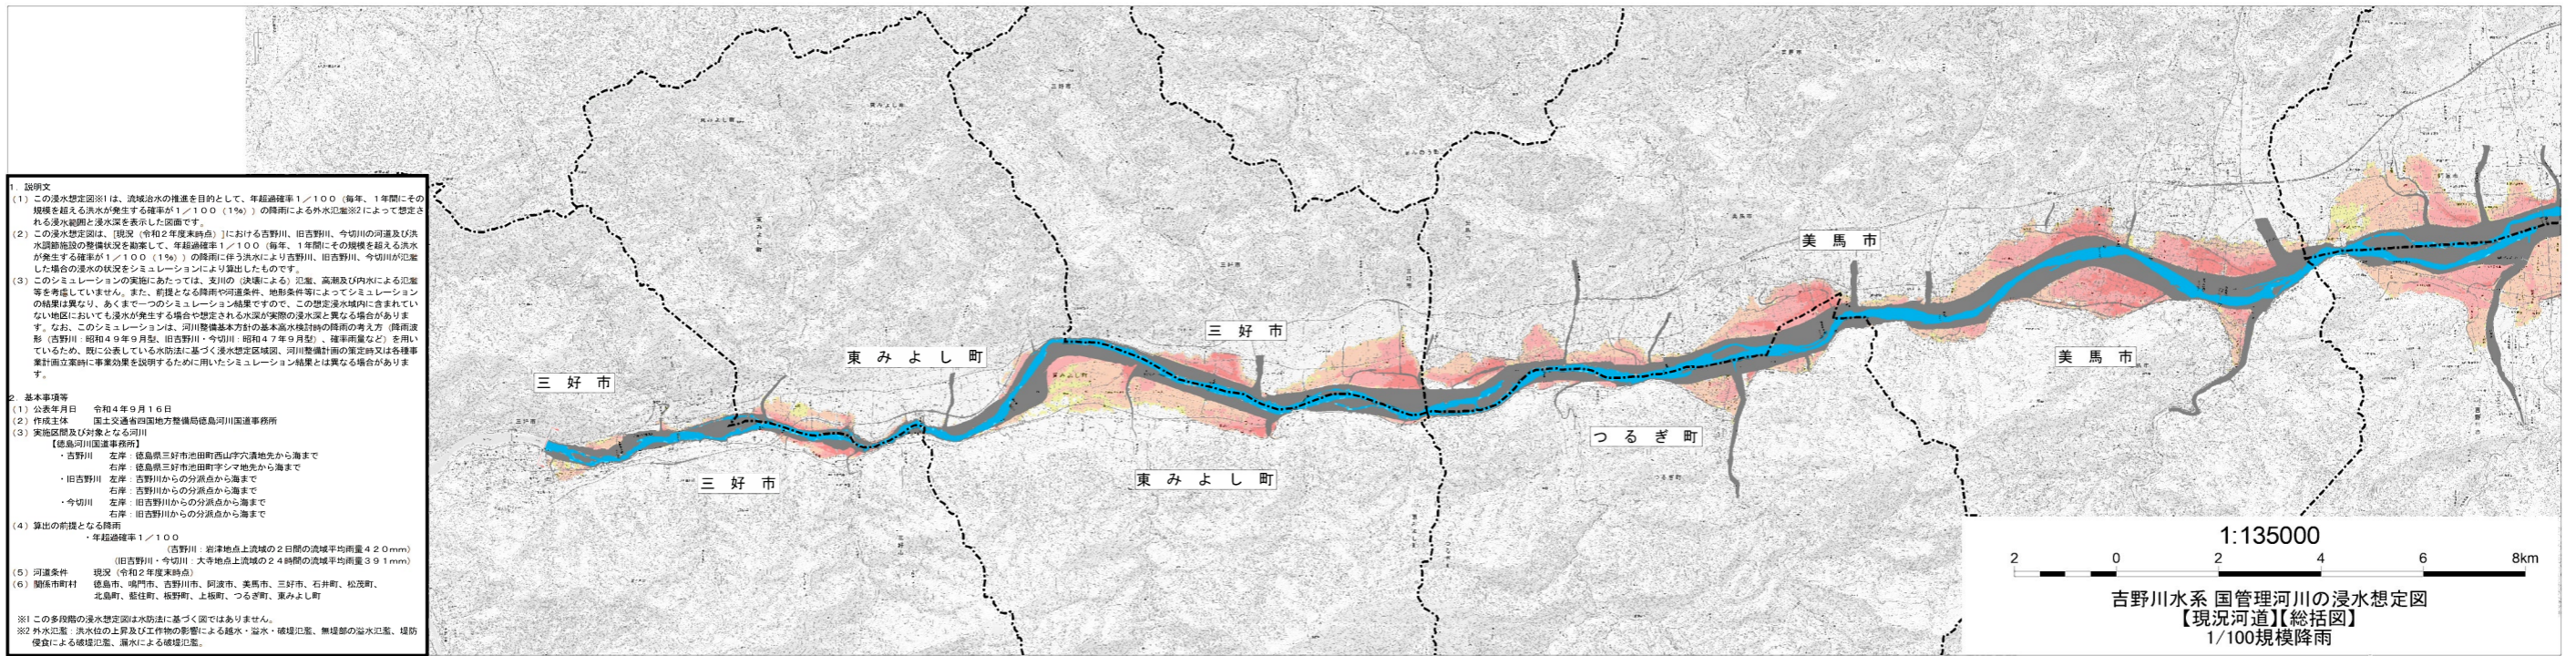 1．説明文
（1）この浸水想定図※1は、流域治水の推進を目的として、年超過確率１／１００（毎年、１年間にその
規模を超える洪水が発生する確率が１／１００（１%））の降雨による外水氾濫※2によって想定さ
れる浸水範囲と浸水深を表示した図面です。
（2）この浸水想定図は、［現況（令和２年度末時点）］における吉野川、旧吉野川、今切川の河道及び洪
水調節施設の整備状況を勘案して、年超過確率１／１００（毎年、１年間にその規模を超える洪水
が発生する確率が１／１００（１%））の降雨に伴う洪水により吉野川、旧吉野川、今切川が氾濫
した場合の浸水の状況をシミュレーションにより算出したものです。
（3）このシミュレーションの実施にあたっては、支川の（決壊による）氾濫、高潮及び内水による氾濫
等を考慮していません。また、前提となる降雨や河道条件、地形条件等によってシミュレーション
の結果は異なり、あくまで一つのシミュレーション結果ですので、この想定浸水域内に含まれてい
ない地区においても浸水が発生する場合や想定される水深が実際の浸水深と異なる場合がありま
す。なお、このシミュレーションは、河川整備基本方針の基本高水検討時の降雨の考え方（降雨波
形（吉野川：昭和４９年９月型、旧吉野川・今切川：昭和４７年９月型）、確率雨量など）を用い
ているため、既に公表している水防法に基づく浸水想定区域図、河川整備計画の策定時又は各種事
業計画立案時に事業効果を説明するために用いたシミュレーション結果とは異なる場合がありま
す。
2．基本事項等
（1）公表年月日 令和４年９月１６日
（2）作成主体 国土交通省四国地方整備局徳島河川国道事務所
（3）実施区間及び対象となる河川
【徳島河川国道事務所】
・吉野川 左岸：徳島県三好市池田町西山字穴瀆地先から海まで
右岸：徳島県三好市池田町字シマ地先から海まで
・旧吉野川 左岸：吉野川からの分派点から海まで
右岸：吉野川からの分派点から海まで
・今切川 左岸：旧吉野川からの分派点から海まで
右岸：旧吉野川からの分派点から海まで
（4）算出の前提となる降雨
・年超過確率１／１００
（吉野川：岩津地点上流域の２日間の流域平均雨量４２０mm）
（旧吉野川・今切川：大寺地点上流域の２４時間の流域平均雨量３９１mm）
（5）河道条件 現況（令和２年度末時点）
（6）関係市町村 徳島市、鳴門市、吉野川市、阿波市、美馬市、三好市、石井町、松茂町、
北島町、藍住町、板野町、上板町、つるぎ町、東みよし町
※1 この多段階の浸水想定図は水防法に基づく図ではありません。
※2 外水氾濫：洪水位の上昇及び工作物の影響による越水・溢水・破堤氾濫、無堤部の溢水氾濫、堤防
侵食による破堤氾濫、漏水による破堤氾濫。
三好市
東みよし町
三好市
美馬市
三好市
東みよし町
つるぎ町
美馬市
1:135000
2 0 2 4 6 8km
吉野川水系 国管理河川の浸水想定図
【現況河道】【総括図】
1/100規模降雨